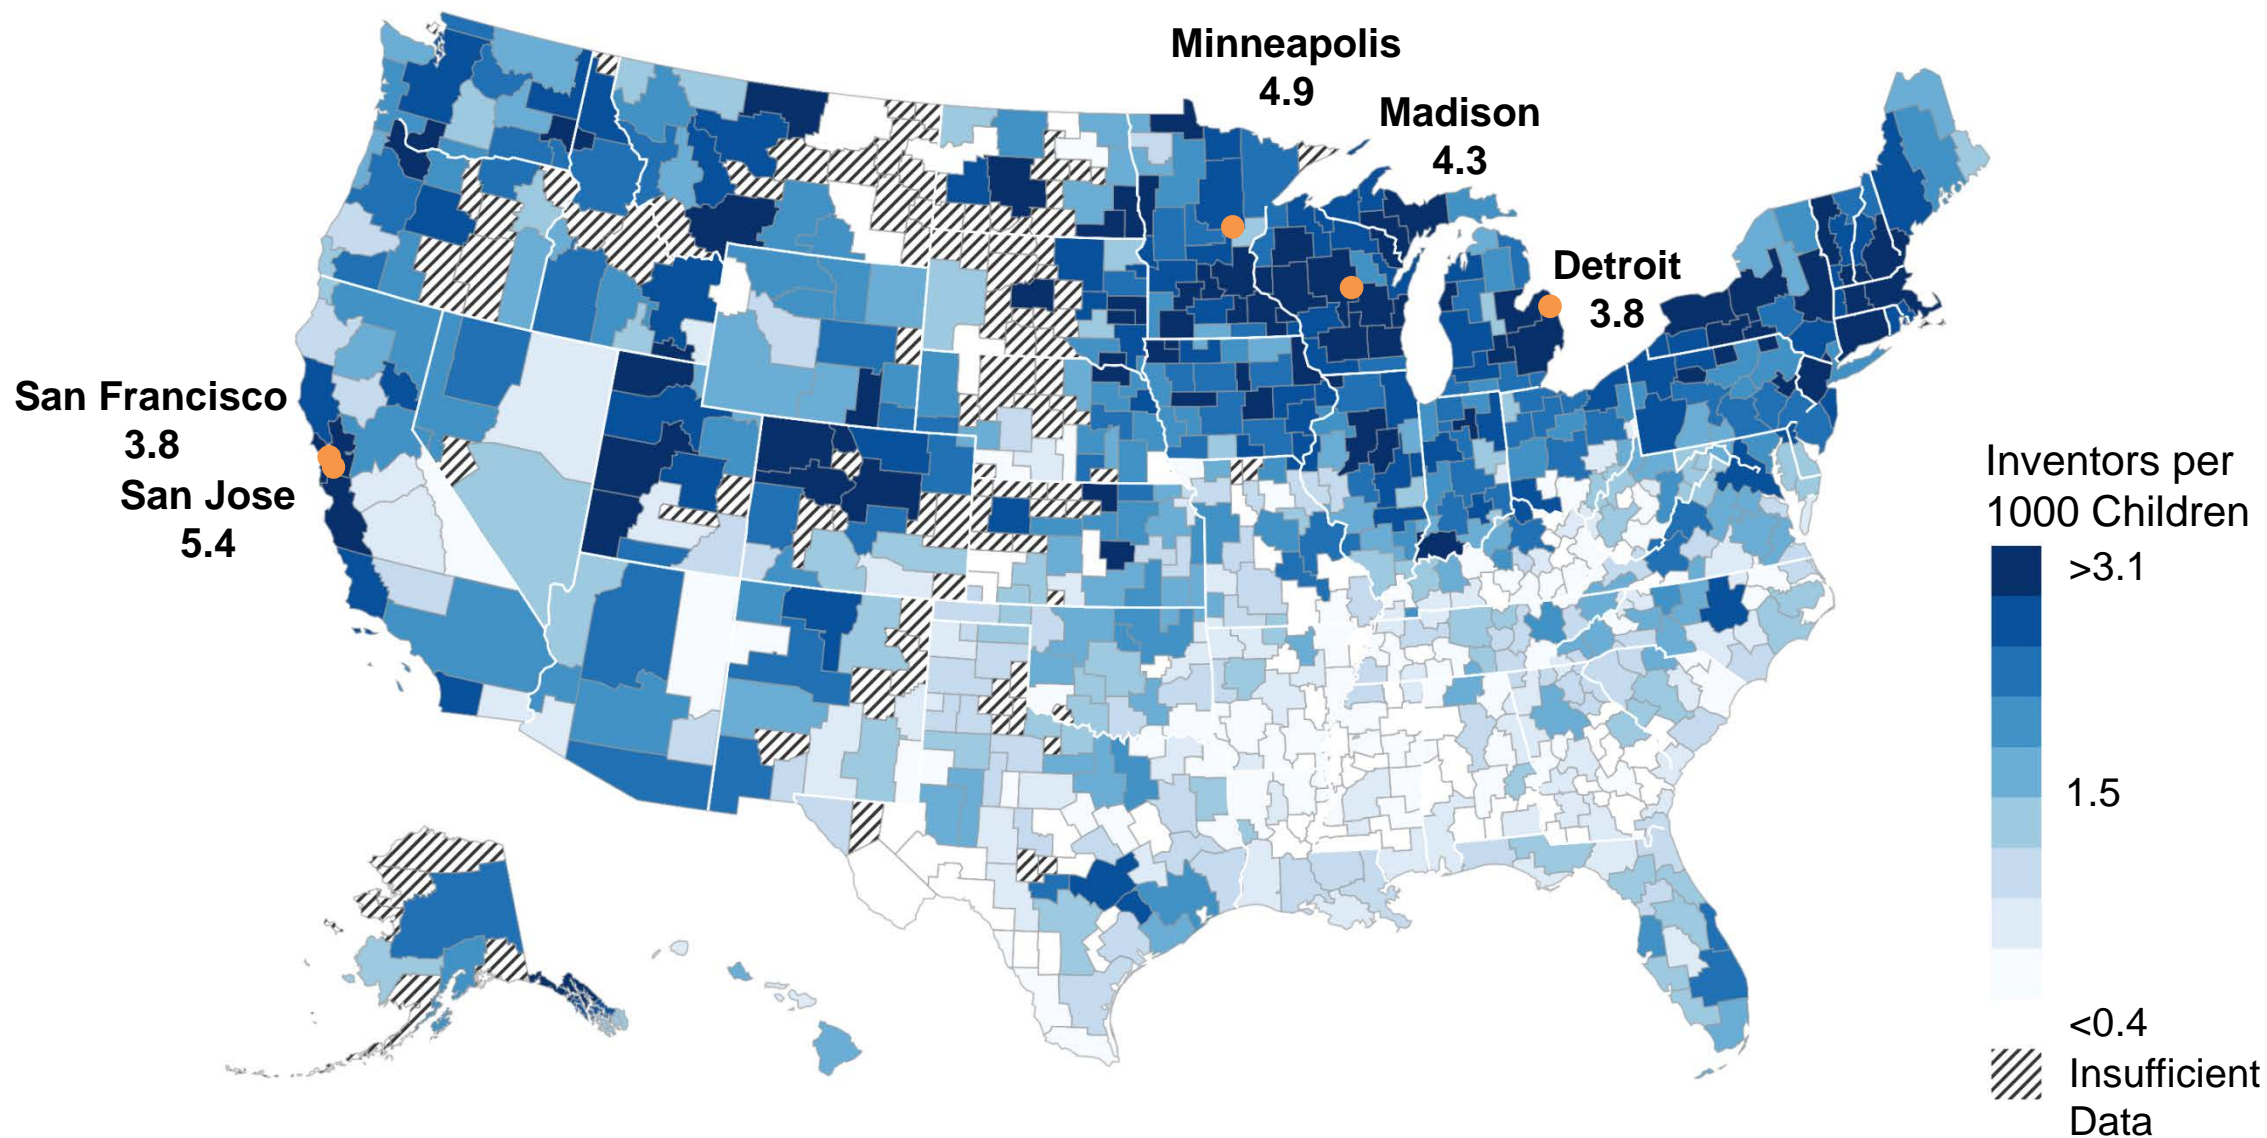 Minneapolis
4.9
Madison
4.3
Detroit
3.8
San Francisco
3.8
San Jose
5.4
Inventors per
1000 Children
>3.1
1.5
<0.4
Insufficient
Data